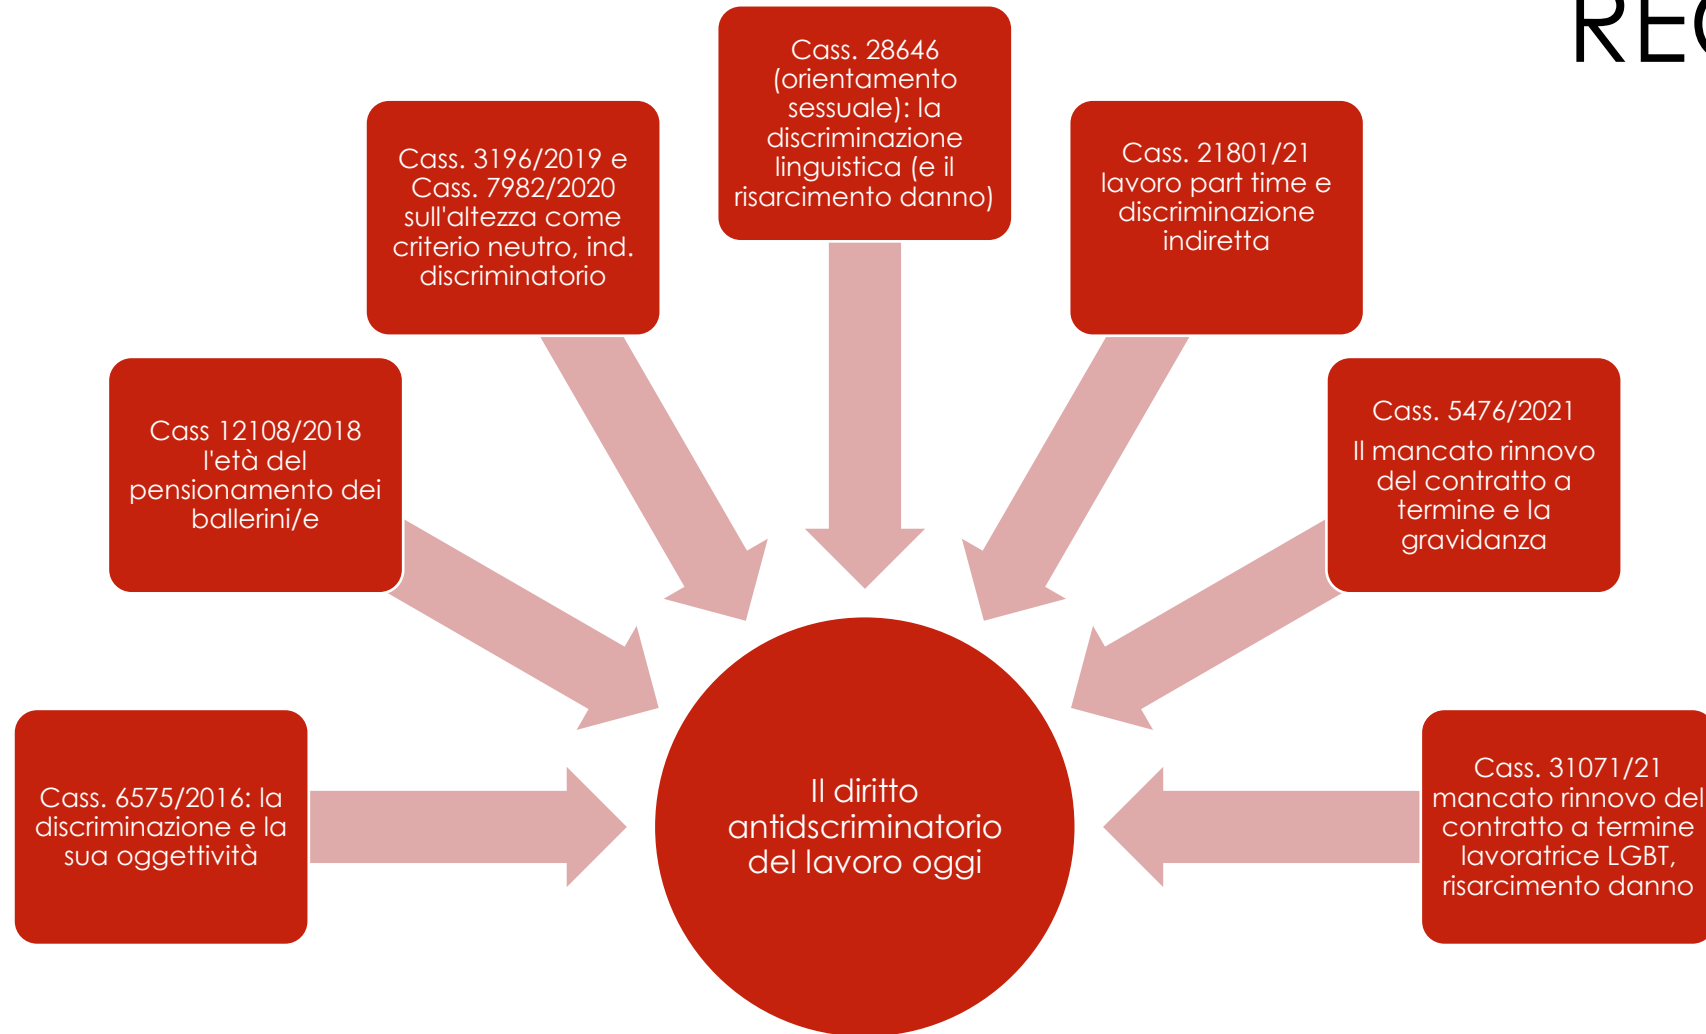 REC
Cass. 28646
(orientamento
sessuale): la
discriminazione
linguistica (e il
risarcimento danno)
Cass. 3196/2019 e
Cass. 7982/2020
sull'altezza come
criterio neutro, ind.
discriminatorio
Cass. 21801/21
lavoro part time e
discriminazione
indiretta
Cass 12108/2018
l'età del
pensionamento dei
ballerini/e
Cass. 5476/2021
Il mancato rinnovo
del contratto a
termine e la
gravidanza
Cass. 6575/2016: la
discriminazione e la
sua oggettività
Il diritto
antidscriminatorio
del lavoro oggi
Cass. 31071/21
mancato rinnovo del
contratto a termine
lavoratrice LGBT,
risarcimento danno